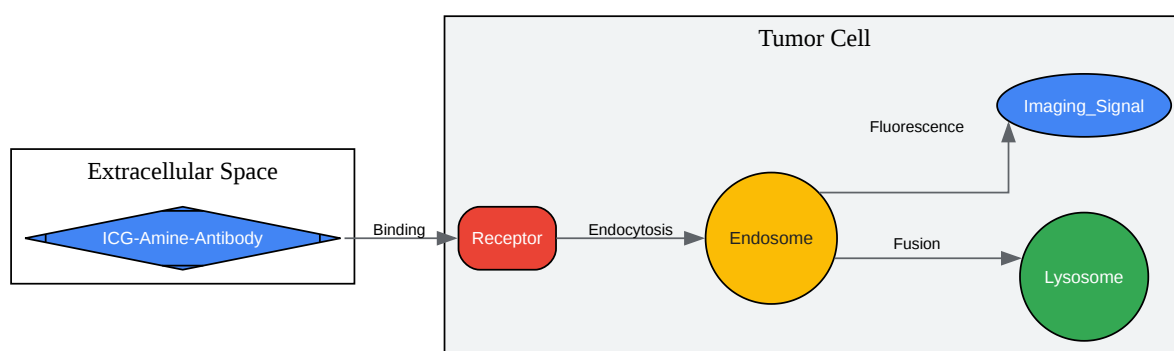 Tumor Cell
Imaging_Signal
Fluorescence
Extracellular Space
ICG-Amine-Antibody
Binding
Receptor
Endocytosis
Endosome
Fusion
Lysosome